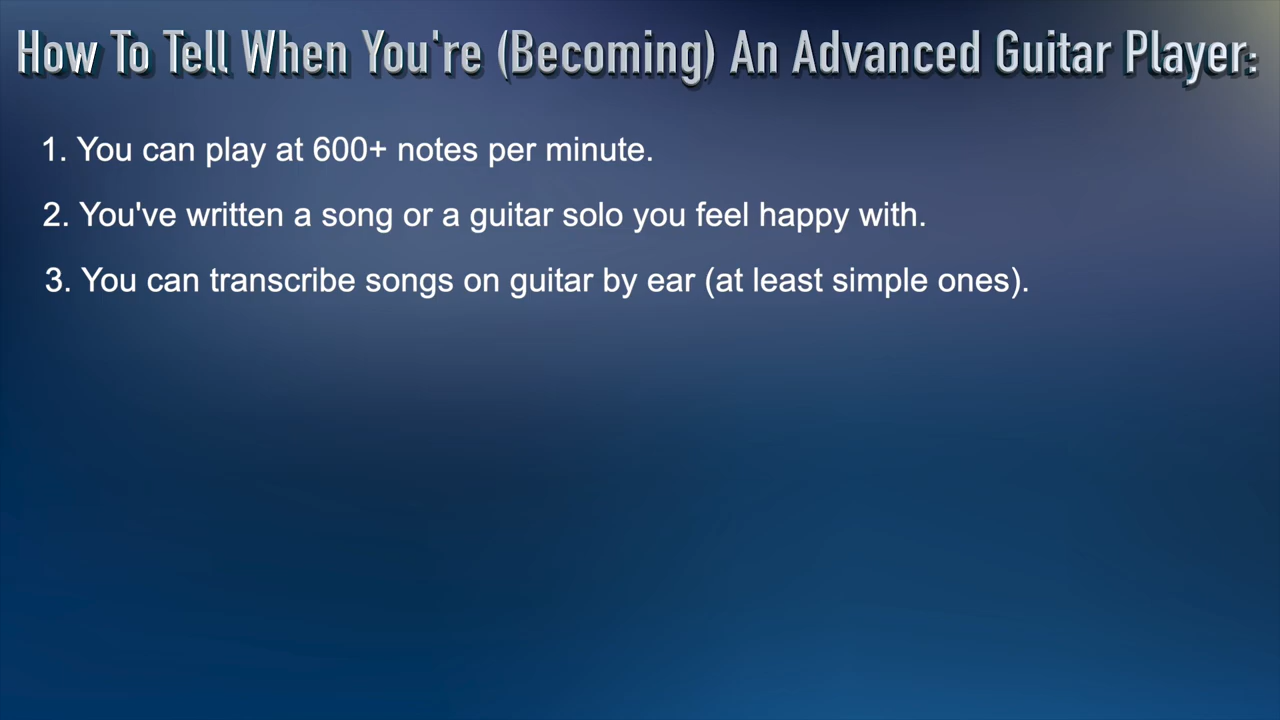 How To Tell When You're (Becoming) An Advanced Guitar Player:
1. You can play at 600+ notes per minute.
2. You've written a song or a guitar solo you feel happy with.
3. You can transcribe songs on guitar by ear (at least simple ones).